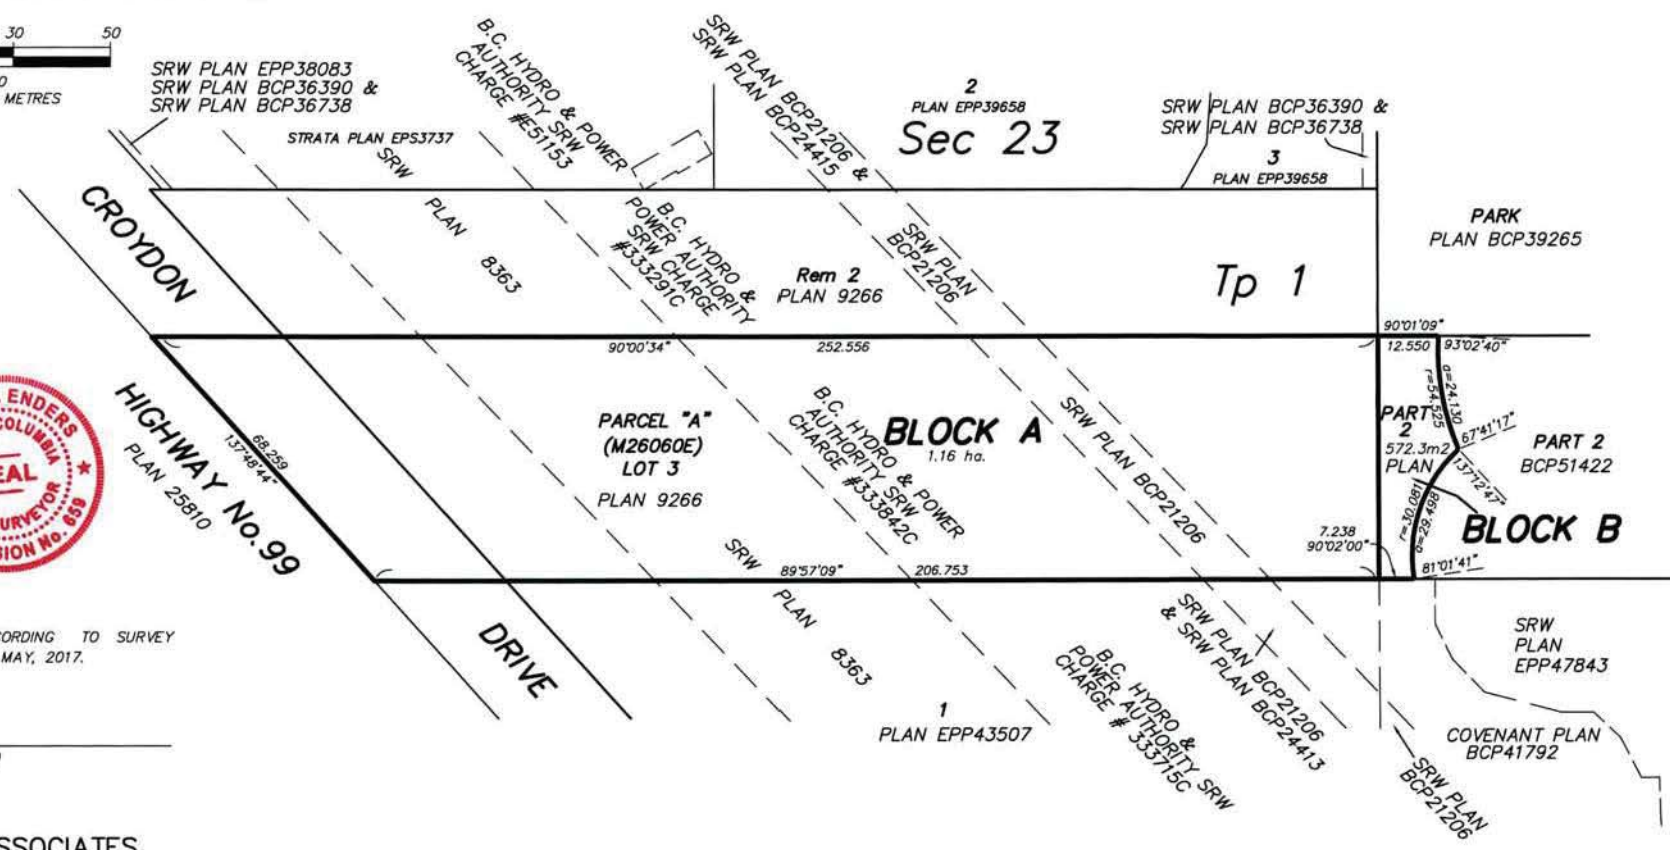 30 50
0
METRES
SRW PLAN EPP38083
SRW PLAN BCP36390 &
SRW PLAN BCP36738
STRATA PLAN EPS3737
B.C. HYDRO & POWER
AUTHORITY SRW
CHARGE #E51153
SRW PLAN BCP21206 &
SRW PLAN BCP24415
2
PLAN EPP39658
Sec 23
SRW PLAN BCP36390 &
SRW PLAN BCP36738
3
PLAN EPP39658
PARK
PLAN BCP39265
CROYDON
SRW
PLAN
8363
B.C. HYDRO &
POWER AUTHORITY
SRW CHARGE
#333291C
Rem 2
PLAN 9266
SRW PLAN
BCP21206
Tp 1
90°00'34"
252.556
90°01'09"
12.550
93°02'40"
HIGHWAY No.99
PLAN 25810
68.259
137°48'44"
PARCEL "A"
(M26060E)
LOT 3
PLAN 9266
B.C. HYDRO & POWER
AUTHORITY SRW
CHARGE #333842C
BLOCK A
1.16 ha.
SRW PLAN BCP21206
r=54.525
a=24.130
PART
2
572.3m2
PLAN
67°41'17"
137°12'47"
PART 2
BCP51422
r=30.081
a=29.498
BLOCK B
7.238
90°02'00"
81°01'41"
SRW
89°57'09"
206.753
PLAN
8363
DRIVE
1
PLAN EPP43507
B.C. HYDRO &
POWER AUTHORITY SRW
CHARGE # 333715C
SRW PLAN BCP21206
& SRW PLAN BCP24413
SRW
PLAN
EPP47843
COVENANT PLAN
BCP41792
SRW PLAN
BCP21206
ENDERS
COLUMBIA
EAL
SURVEYOR
SION No. 659
CORDING TO SURVEY
MAY, 2017.
SSOCIATES